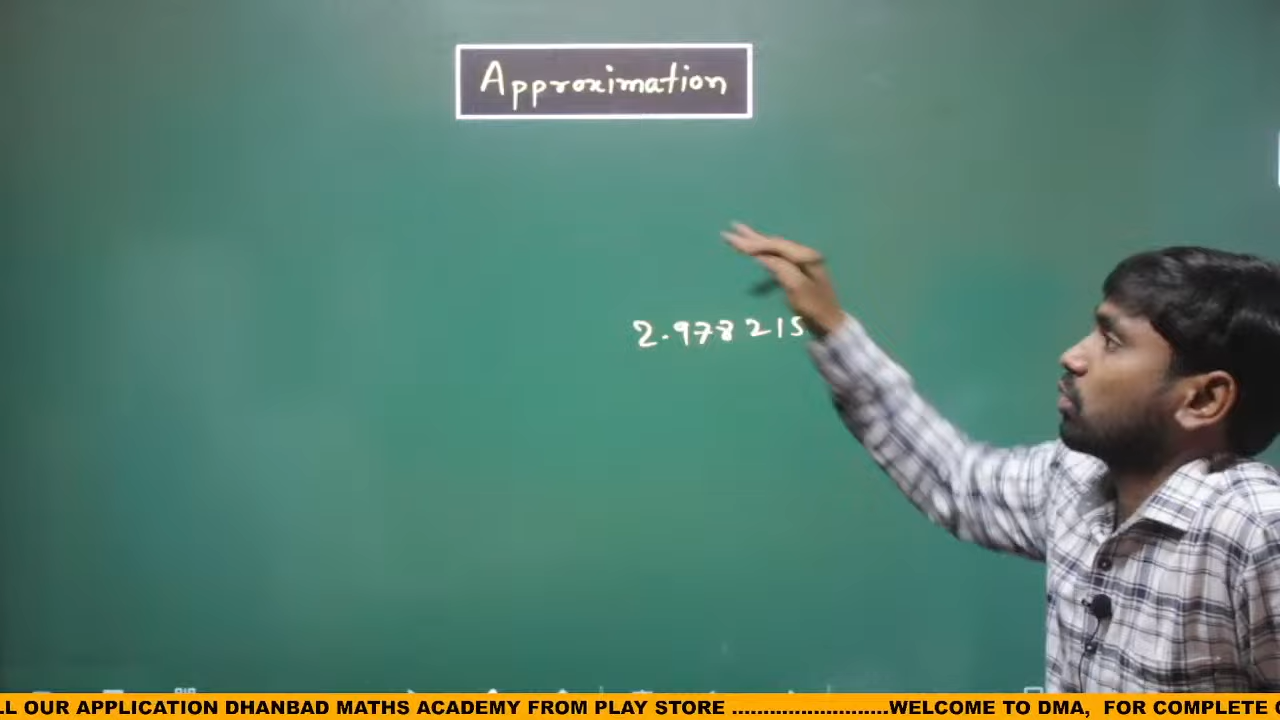 Approximation
2.978215
LL OUR APPLICATION DHANBAD MATHS ACADEMY FROM PLAY STORE .........................WELCOME TO DMA, FOR COMPLETE